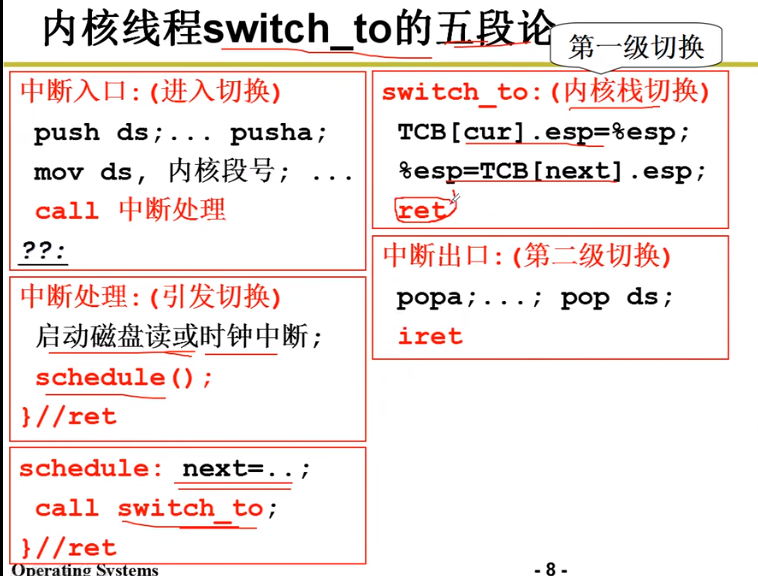 内核线程switch_to的五段论
第一级切换
中断入口:(进入切换)
push ds;... pusha;
mov ds, 内核段号; ...
call 中断处理
??:
中断处理:(引发切换)
启动磁盘读或时钟中断;
schedule();
}//ret
schedule: next=..;
call switch_to;
}//ret
switch_to:(内核栈切换)
TCB[cur].esp=%esp;
%esp=TCB[next].esp;
ret
中断出口:(第二级切换)
popa;...; pop ds;
iret
Operating Systems
- 8 -